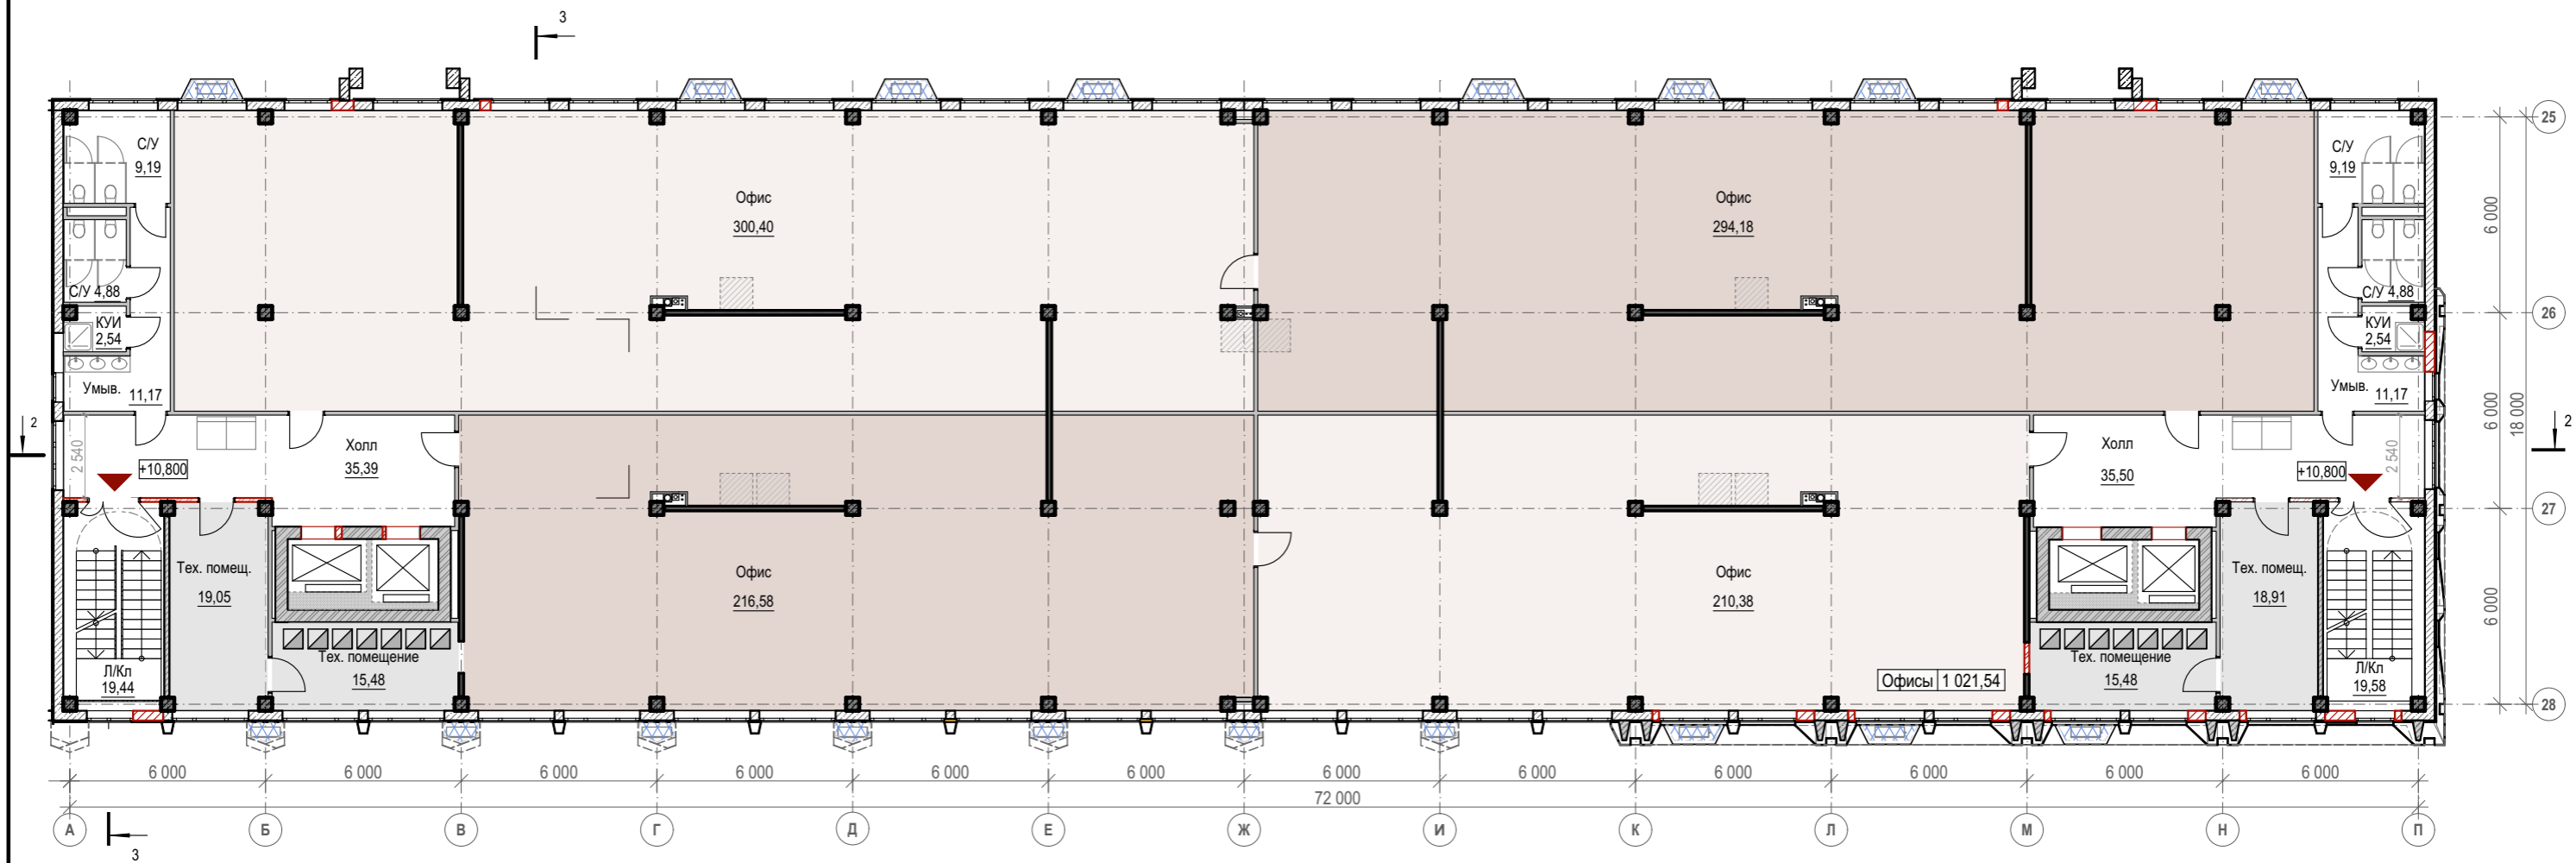 3
С/У
9,19
Офис
300,40
Офис
294,18
С/У
9,19
25
6 000
С/У 4,88
КУИ
2,54
Умыв.
11,17
С/У 4,88
КУИ
2,54
Умыв.
11,17
26
6 000
18 000
2
2 540
+10,800
Холл
35,39
Холл
35,50
+10,800
2 540
2
27
Тех. помещ.
19,05
Офис
216,58
Офис
210,38
Тех. помещ.
18,91
6 000
Л/Кл
19,44
Тех. помещение
15,48
Офисы 1 021,54
Тех. помещение
15,48
Л/Кл
19,58
28
6 000 6 000 6 000 6 000 6 000 6 000 6 000 6 000 6 000 6 000 6 000 6 000
72 000
А Б В Г Д Е Ж И К Л М Н П
3